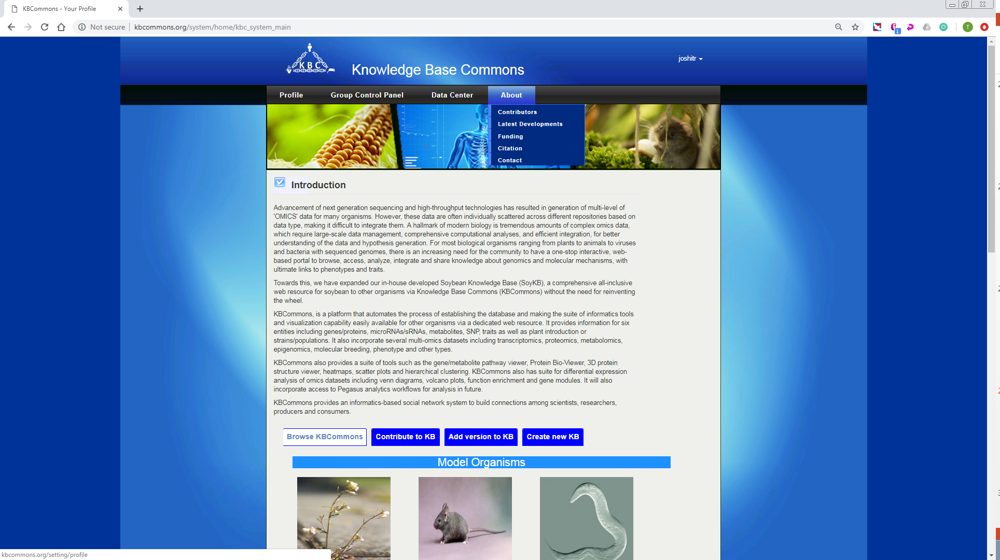 KBCommons - Your Profile
Not secure
kbcommons.org/system/home/kbc_system_main
1
T
KBC
Knowledge Base Commons
joshitr
Profile
Group Control Panel
Data Center
About
Contributors
Latest Developments
Funding
Citation
Contact
Introduction
Advancement of next generation sequencing and high-throughput technologies has resulted in generation of multi-level of
'OMICS' data for many organisms. However, these data are often individually scattered across different repositories based on
data type, making it difficult to integrate them. A hallmark of modern biology is tremendous amounts of complex omics data,
which require large-scale data management, comprehensive computational analyses, and efficient integration, for better
understanding of the data and hypothesis generation. For most biological organisms ranging from plants to animals to viruses
and bacteria with sequenced genomes, there is an increasing need for the community to have a one-stop interactive, web-
based portal to browse, access, analyze, integrate and share knowledge about genomics and molecular mechanisms, with
ultimate links to phenotypes and traits.
Towards this, we have expanded our in-house developed Soybean Knowledge Base (SoyKB), a comprehensive all-inclusive
web resource for soybean to other organisms via Knowledge Base Commons (KBCommons) without the need for reinventing
the wheel.
KBCommons, is a platform that automates the process of establishing the database and making the suite of informatics tools
and visualization capability easily available for other organisms via a dedicated web resource. It provides information for six
entities including genes/proteins, microRNAs/sRNAs, metabolites, SNP, traits as well as plant introduction or
strains/populations. It also incorporate several multi-omics datasets including transcriptomics, proteomics, metabolomics,
epigenomics, molecular breeding, phenotype and other types.
KBCommons also provides a suite of tools such as the gene/metabolite pathway viewer, Protein Bio-Viewer, 3D protein
structure viewer, heatmaps, scatter plots and hierarchical clustering. KBCommons also has suite for differential expression
analysis of omics datasets including venn diagrams, volcano plots, function enrichment and gene modules. It will also
incorporate access to Pegasus analytics workflows for analysis in future.
KBCommons provides an informatics-based social network system to build connections among scientists, researchers,
producers and consumers.
Browse KBCommons
Contribute to KB
Add version to KB
Create new KB
Model Organisms
kbcommons.org/setting/profile